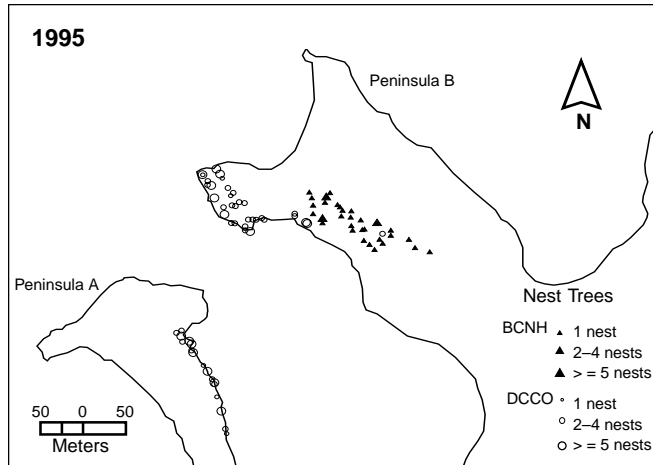 1995
Peninsula B
N
Peninsula A
Nest Trees
BCNH 1 nest
2–4 nests
> = 5 nests
DCCO 1 nest
2–4 nests
> = 5 nests
50 0 50
Meters